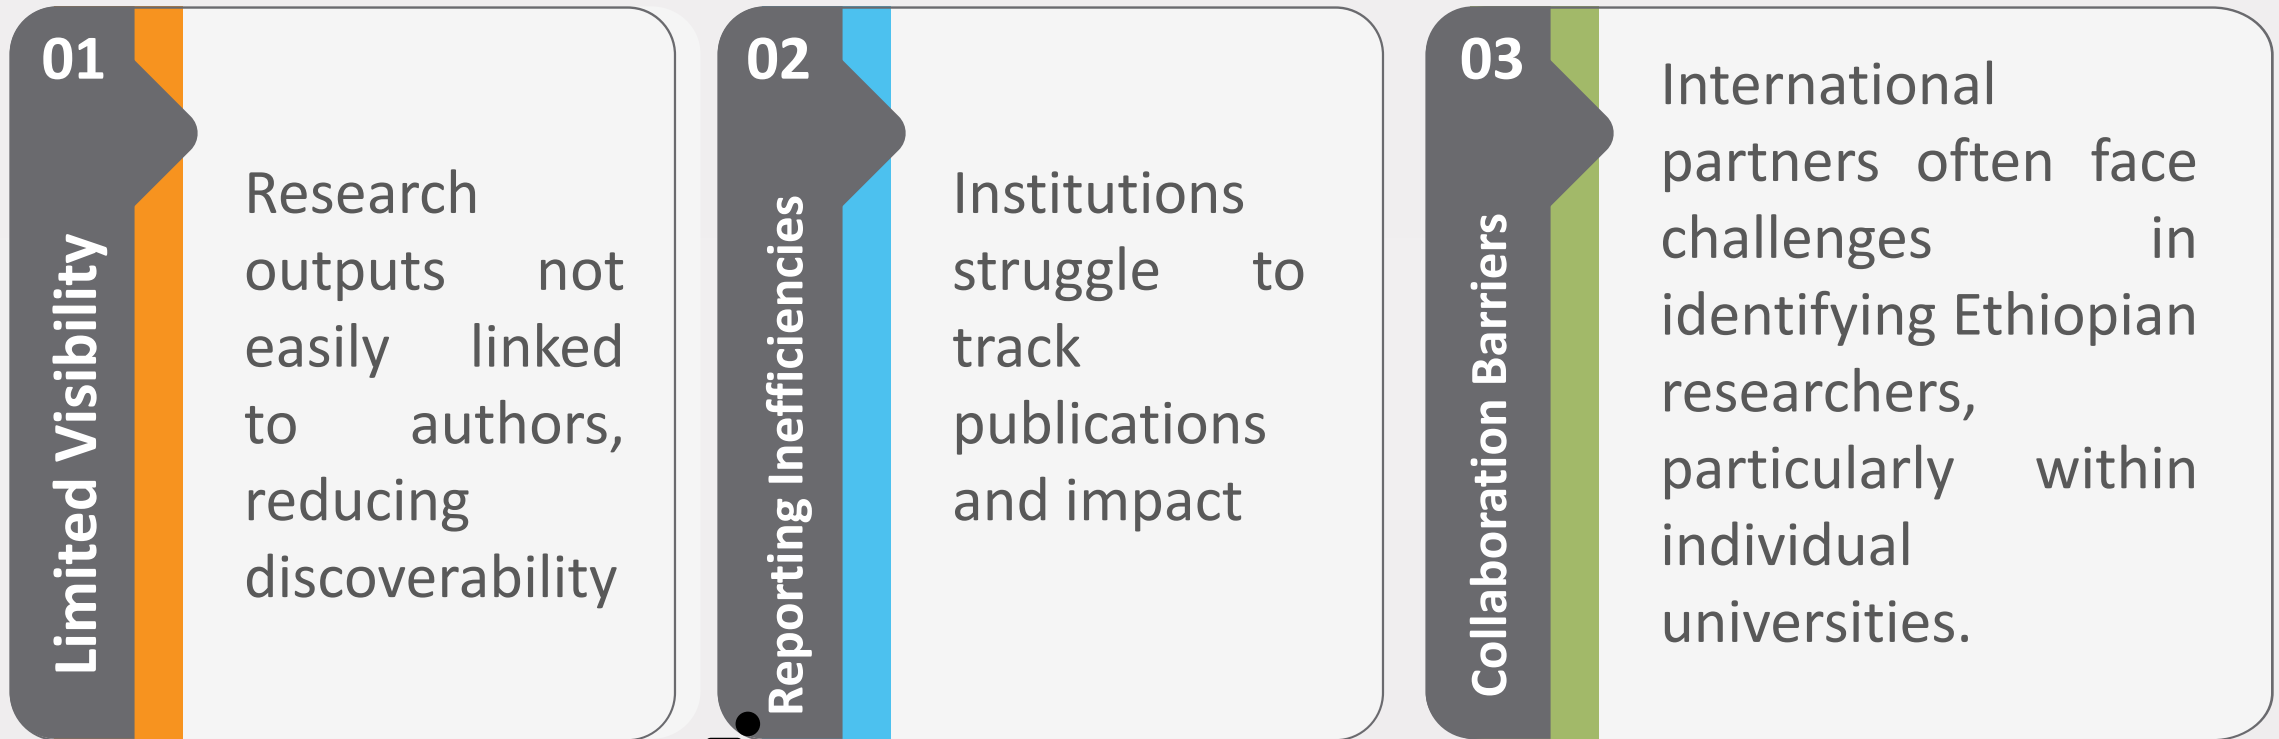 01
Limited Visibility
Research
outputs not
easily linked
to authors,
reducing
discoverability
02
Reporting Inefficiencies
Institutions
struggle to
track
publications
and impact
03
Collaboration Barriers
International
partners often face
challenges in
identifying Ethiopian
researchers,
particularly within
individual
universities.